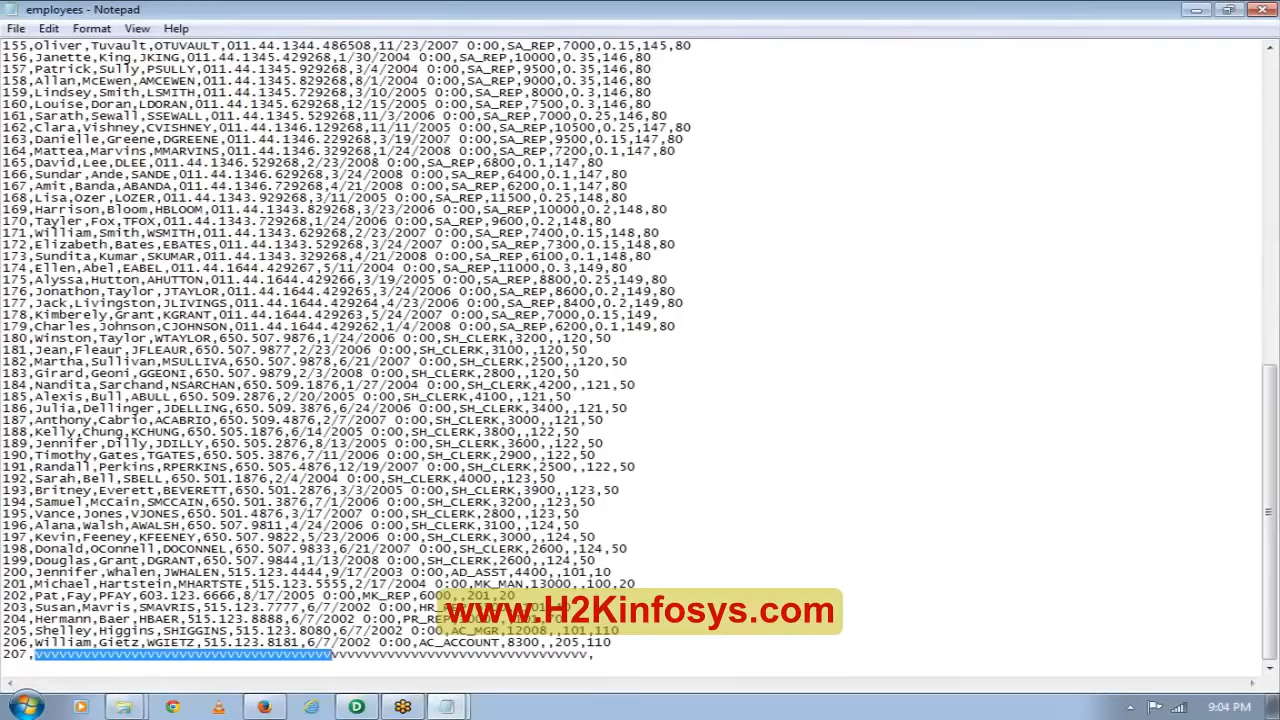 employees - Notepad
File Edit Format View Help
155,Oliver,Tuvault,OTUVAULT,011.44.1344.486508,11/23/2007 0:00,SA_REP,7000,0.15,145,80
156,Janette,King,JKING,011.44.1345.429268,1/30/2004 0:00,SA_REP,10000,0.35,146,80
157,Patrick,Sully,PSULLY,011.44.1345.929268,3/4/2004 0:00,SA_REP,9500,0.35,146,80
158,Allan,McEwen,AMCEWEN,011.44.1345.829268,8/1/2004 0:00,SA_REP,9000,0.35,146,80
159,Lindsey,Smith,LSMITH,011.44.1345.729268,3/10/2005 0:00,SA_REP,8000,0.3,146,80
160,Louise,Doran,LDORAN,011.44.1345.629268,12/15/2005 0:00,SA_REP,7500,0.3,146,80
161,Sarath,Sewall,SSEWALL,011.44.1345.529268,11/3/2006 0:00,SA_REP,7000,0.25,146,80
162,Clara,Vishney,CVISHNEY,011.44.1346.129268,11/11/2005 0:00,SA_REP,10500,0.25,147,80
163,Danielle,Greene,DGREENE,011.44.1346.229268,3/19/2007 0:00,SA_REP,9500,0.15,147,80
164,Mattea,Marvins,MMARVINS,011.44.1346.329268,1/24/2008 0:00,SA_REP,7200,0.1,147,80
165,David,Lee,DLEE,011.44.1346.529268,2/23/2008 0:00,SA_REP,6800,0.1,147,80
166,Sundar,Ande,SANDE,011.44.1346.629268,3/24/2008 0:00,SA_REP,6400,0.1,147,80
167,Amit,Banda,ABANDA,011.44.1346.729268,4/21/2008 0:00,SA_REP,6200,0.1,147,80
168,Lisa,Ozer,LOZER,011.44.1343.929268,3/11/2005 0:00,SA_REP,11500,0.25,148,80
169,Harrison,Bloom,HBLOOM,011.44.1343.829268,3/23/2006 0:00,SA_REP,10000,0.2,148,80
170,Tayler,Fox,TFOX,011.44.1343.729268,1/24/2006 0:00,SA_REP,9600,0.2,148,80
171,William,Smith,WSMITH,011.44.1343.629268,2/23/2007 0:00,SA_REP,7400,0.15,148,80
172,Elizabeth,Bates,EBATES,011.44.1343.529268,3/24/2007 0:00,SA_REP,7300,0.15,148,80
173,Sundita,Kumar,SKUMAR,011.44.1343.329268,4/21/2008 0:00,SA_REP,6100,0.1,148,80
174,Ellen,Abel,EABEL,011.44.1644.429267,5/11/2004 0:00,SA_REP,11000,0.3,149,80
175,Alyssa,Hutton,AHUTTON,011.44.1644.429266,3/19/2005 0:00,SA_REP,8800,0.25,149,80
176,Jonathon,Taylor,JTAYLOR,011.44.1644.429265,3/24/2006 0:00,SA_REP,8600,0.2,149,80
177,Jack,Livingston,JLIVINGS,011.44.1644.429264,4/23/2006 0:00,SA_REP,8400,0.2,149,80
178,Kimberely,Grant,KGRANT,011.44.1644.429263,5/24/2007 0:00,SA_REP,7000,0.15,149,
179,Charles,Johnson,CJOHNSON,011.44.1644.429262,1/4/2008 0:00,SA_REP,6200,0.1,149,80
180,Winston,Taylor,WTAYLOR,650.507.9876,1/24/2006 0:00,SH_CLERK,3200,,120,50
181,Jean,Fleaur,JFLEAUR,650.507.9877,2/23/2006 0:00,SH_CLERK,3100,,120,50
182,Martha,Sullivan,MSULLIVA,650.507.9878,6/21/2007 0:00,SH_CLERK,2500,,120,50
183,Girard,Geoni,GGEONI,650.507.9879,2/3/2008 0:00,SH_CLERK,2800,,120,50
184,Nandita,Sarchand,NSARCHAN,650.509.1876,1/27/2004 0:00,SH_CLERK,4200,,121,50
185,Alexis,Bull,ABULL,650.509.2876,2/20/2005 0:00,SH_CLERK,4100,,121,50
186,Julia,Dellinger,JDELLING,650.509.3876,6/24/2006 0:00,SH_CLERK,3400,,121,50
187,Anthony,Cabrio,ACABRIO,650.509.4876,2/7/2007 0:00,SH_CLERK,3000,,121,50
188,Kelly,Chung,KCHUNG,650.505.1876,6/14/2005 0:00,SH_CLERK,3800,,122,50
189,Jennifer,Dilly,JDILLY,650.505.2876,8/13/2005 0:00,SH_CLERK,3600,,122,50
190,Timothy,Gates,TGATES,650.505.3876,7/11/2006 0:00,SH_CLERK,2900,,122,50
191,Randall,Perkins,RPERKINS,650.505.4876,12/19/2007 0:00,SH_CLERK,2500,,122,50
192,Sarah,Bell,SBELL,650.501.1876,2/4/2004 0:00,SH_CLERK,4000,,123,50
193,Britney,Everett,BEVERETT,650.501.2876,3/3/2005 0:00,SH_CLERK,3900,,123,50
194,Samuel,McCain,SMCCAIN,650.501.3876,7/1/2006 0:00,SH_CLERK,3200,,123,50
195,Vance,Jones,VJONES,650.501.4876,3/17/2007 0:00,SH_CLERK,2800,,123,50
196,Alana,Walsh,AWALSH,650.507.9811,4/24/2006 0:00,SH_CLERK,3100,,124,50
197,Kevin,Feeney,KFEENEY,650.507.9822,5/23/2006 0:00,SH_CLERK,3000,,124,50
198,Donald,OConnell,DOCONNEL,650.507.9833,6/21/2007 0:00,SH_CLERK,2600,,124,50
199,Douglas,Grant,DGRANT,650.507.9844,1/13/2008 0:00,SH_CLERK,2600,,124,50
200,Jennifer,Whalen,JWHALEN,515.123.4444,9/17/2003 0:00,AD_ASST,4400,,101,10
201,Michael,Hartstein,MHARTSTE,515.123.5555,2/17/2004 0:00,MK_MAN,13000,,100,20
202,Pat,Fay,PFAY,603.123.6666,8/17/2005 0:00,MK_REP,6000,,201,20
203,Susan,Mavris,SMAVRIS,515.123.7777,6/7/2002 0:00,
204,Hermann,Baer,HBAER,515.123.8888,6/7/2002 0:00,
205,Shelley,Higgins,SHIGGINS,515.123.8080,6/7/2002 0:00,AC_MGR,12008,,101,110
206,William,Gietz,WGIETZ,515.123.8181,6/7/2002 0:00,AC_ACCOUNT,8300,,205,110
www.H2Kinfosys.com
9:04 PM